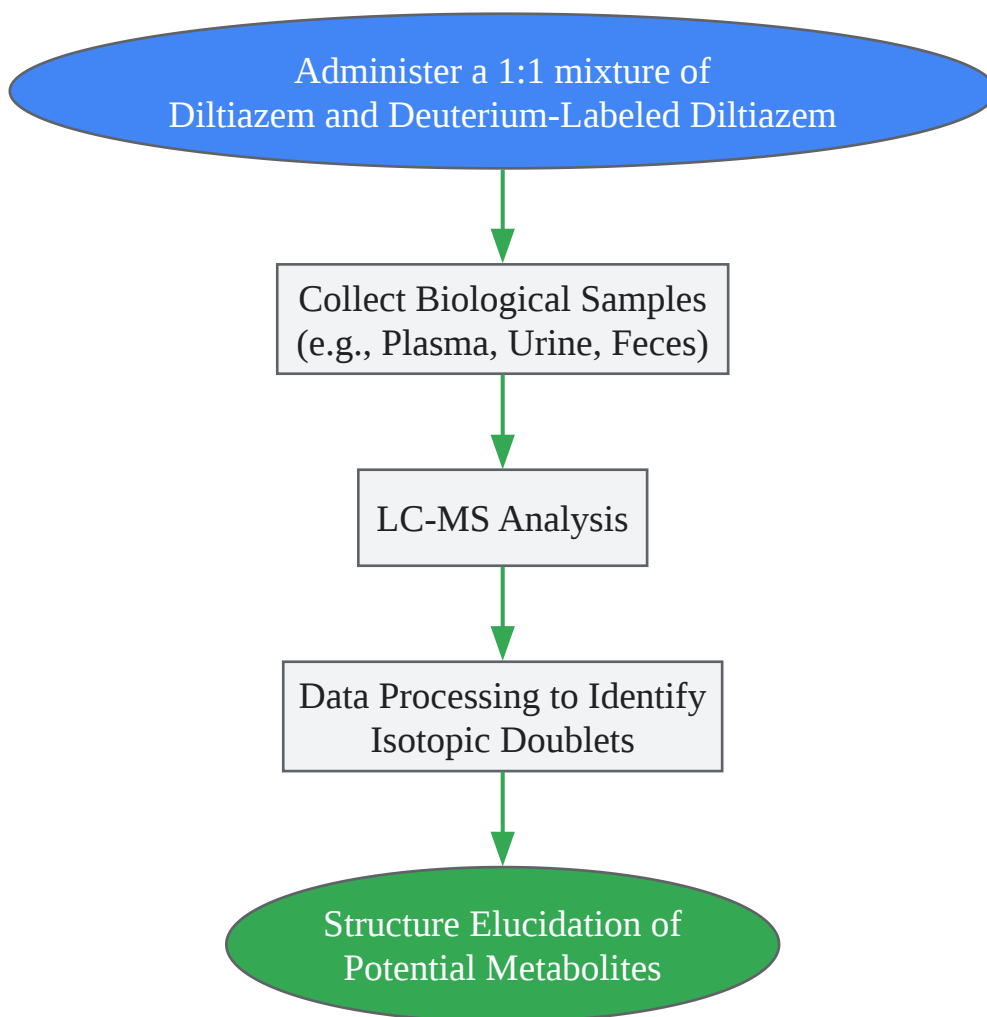 Administer a 1:1 mixture of
Diltiazem and Deuterium-Labeled Diltiazem
Collect Biological Samples
(e.g., Plasma, Urine, Feces)
LC-MS Analysis
Data Processing to Identify
Isotopic Doublets
Structure Elucidation of
Potential Metabolites